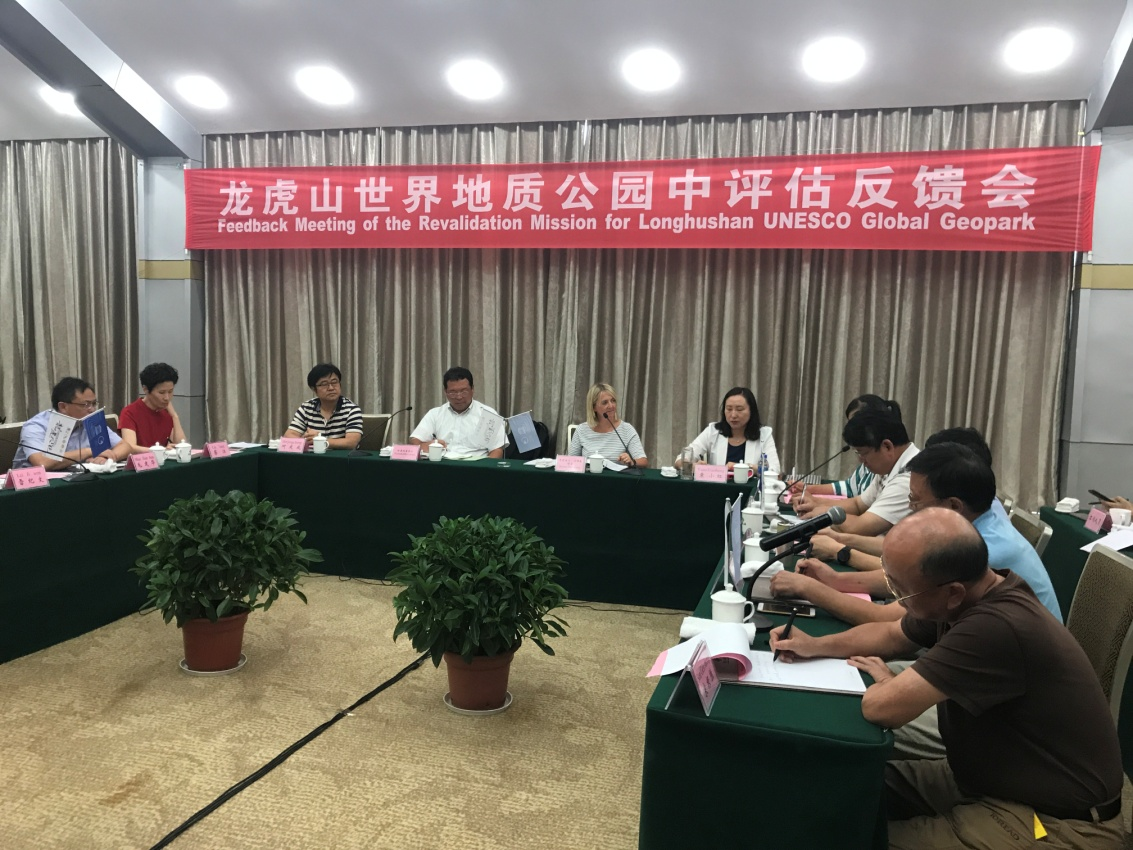 龙虎山世界地质公园中评估反馈会
Feedback Meeting of the Revalidation Mission for Longhushan UNESCO Global Geopark